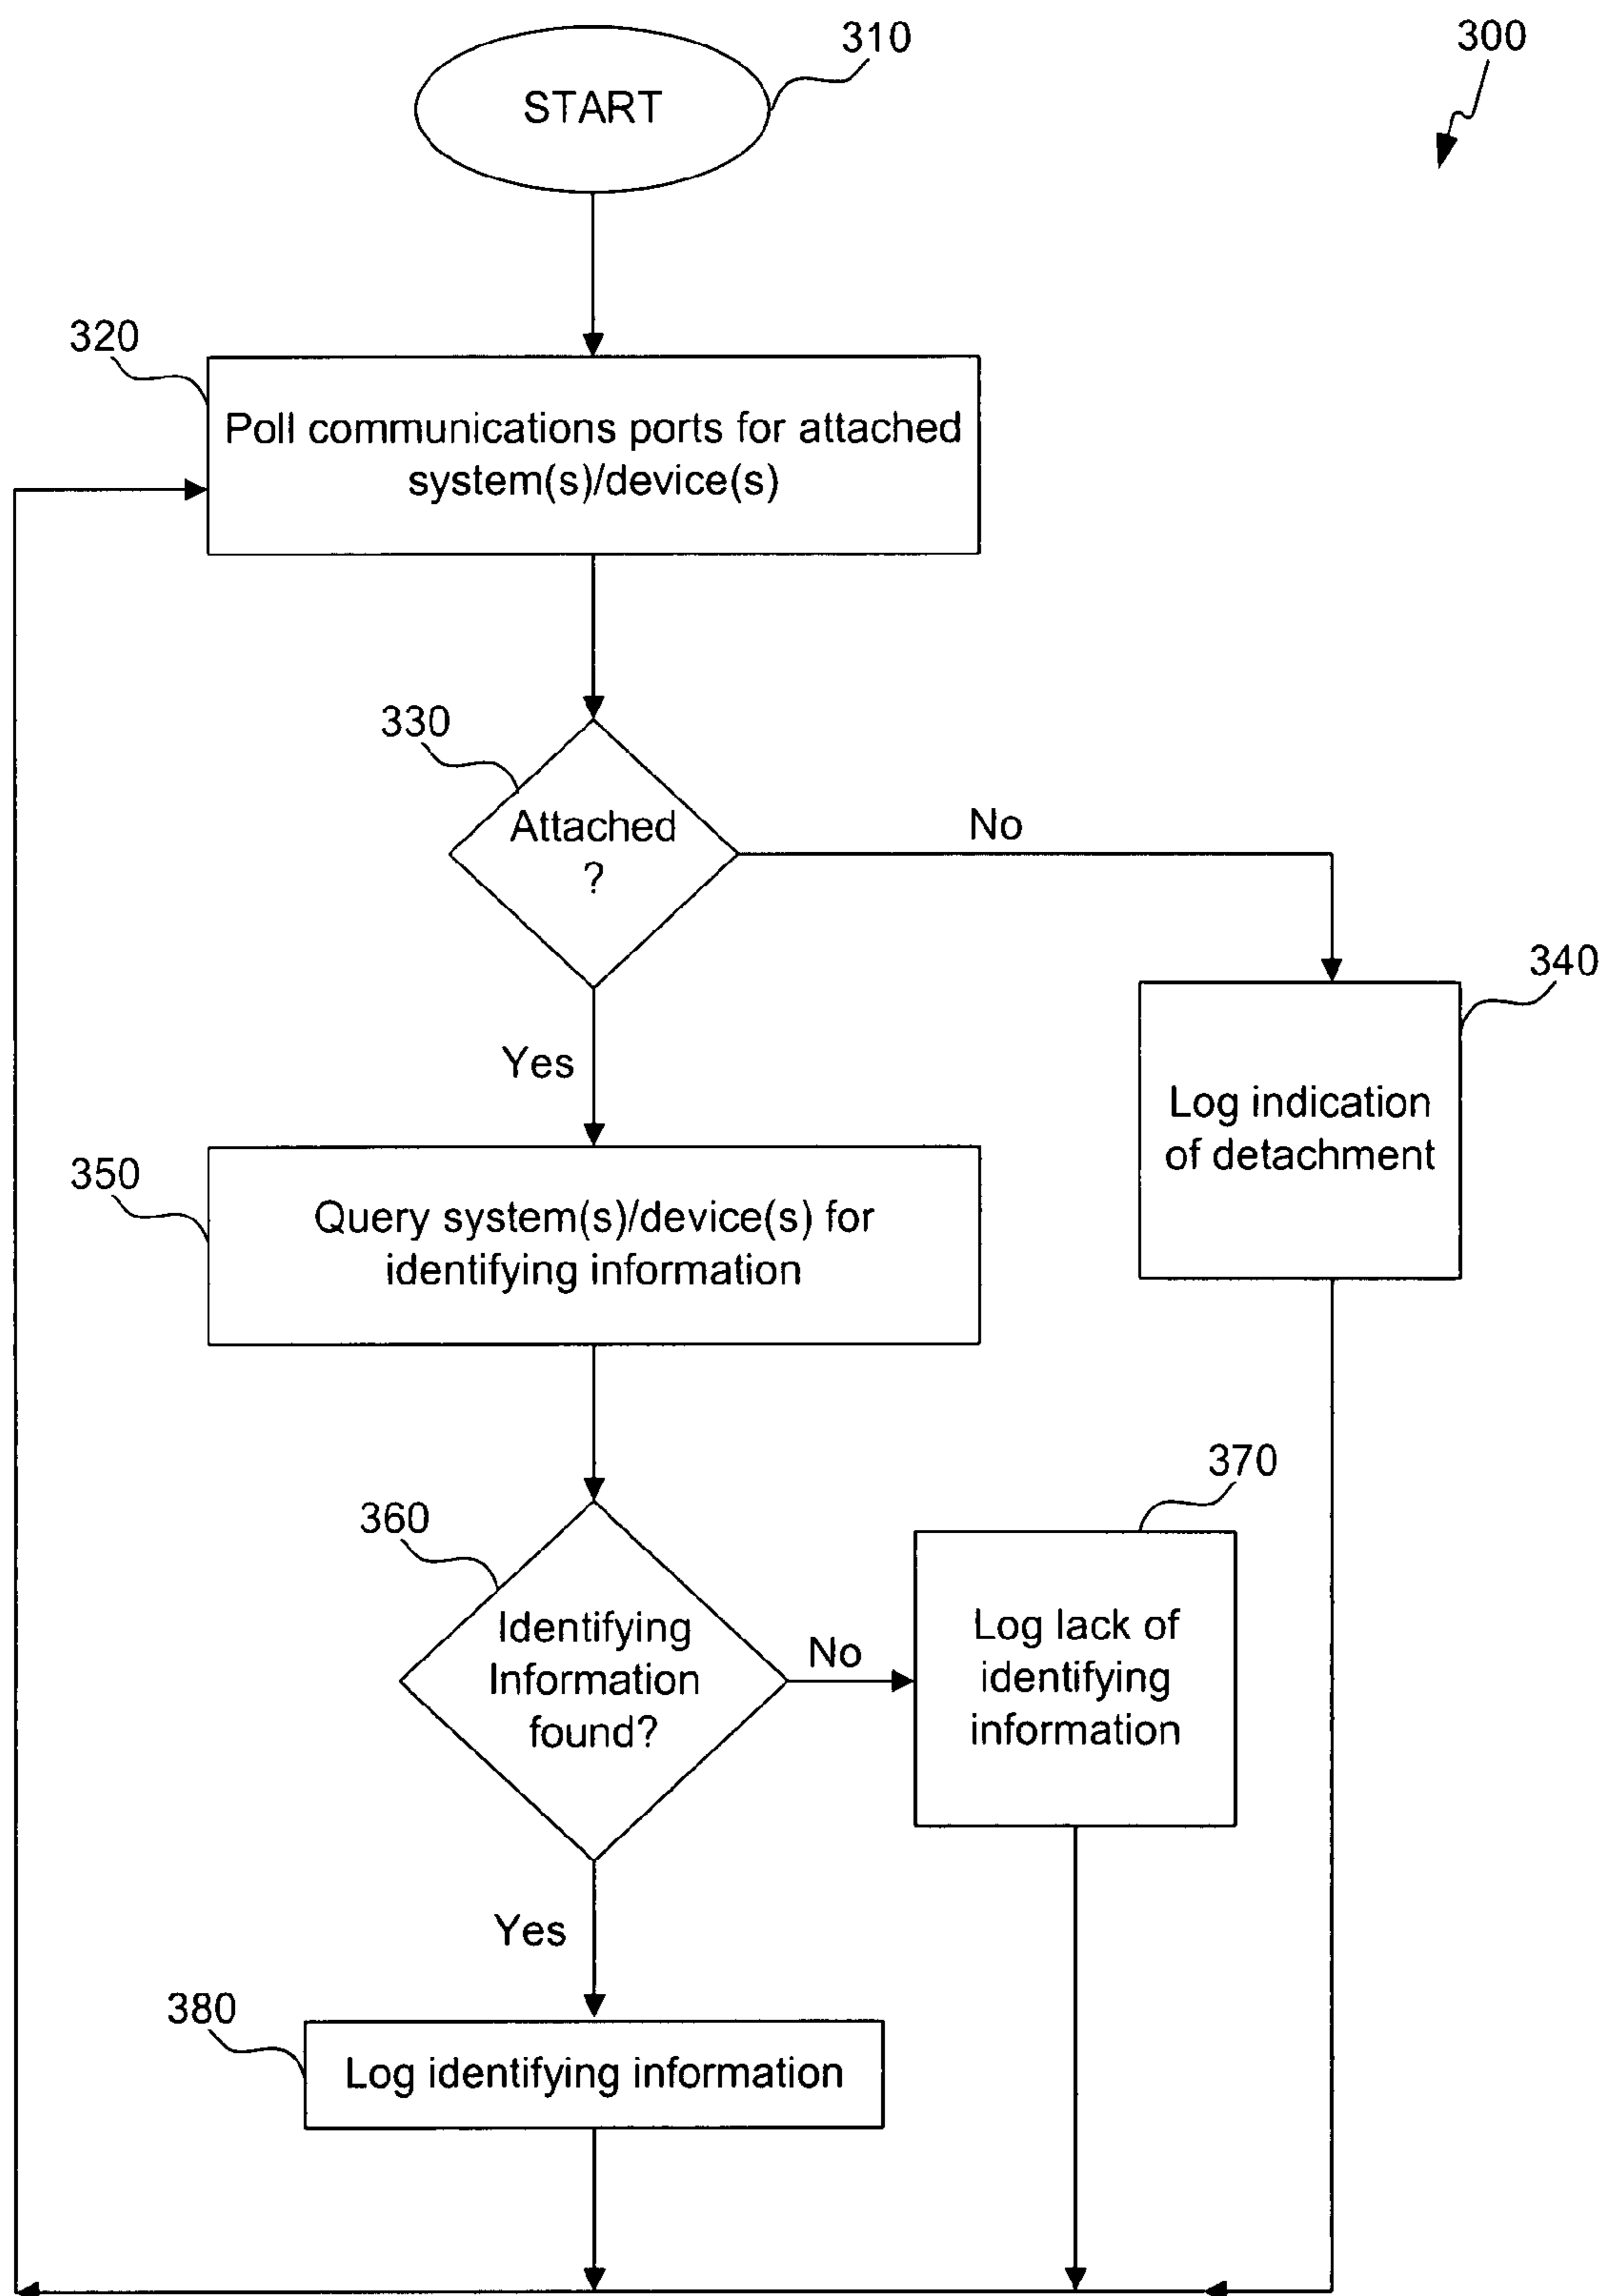 310
300
START
320
Poll communications ports for attached
system(s)/device(s)
330
Attached
?
No
340
Yes
Log indication
of detachment
350
Query system(s)/device(s) for
identifying information
370
360
Identifying
Information
found?
No
Log lack of
identifying
information
Yes
380
Log identifying information